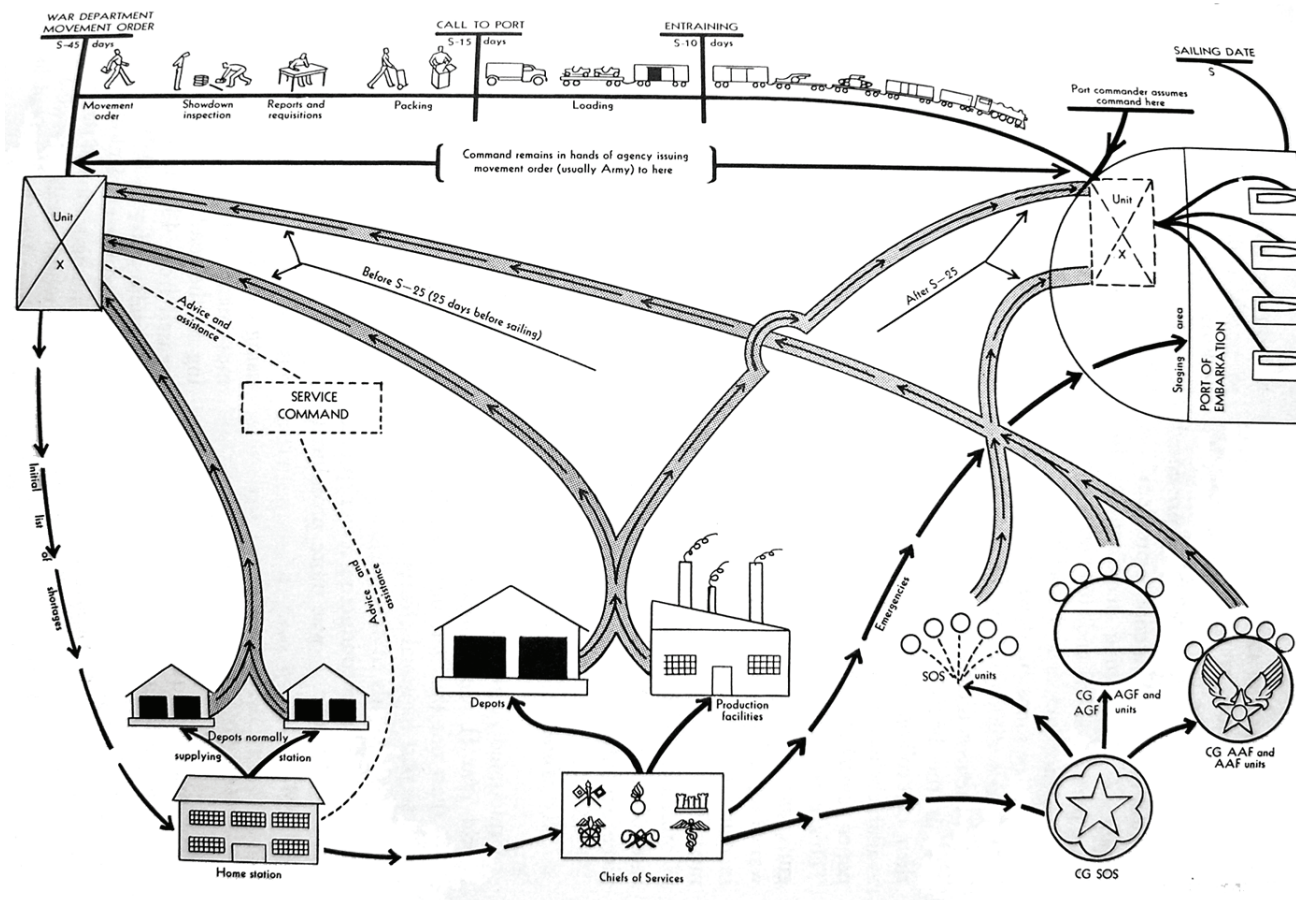 WAR DEPARTMENT
MOVEMENT ORDER
S-45 days
CALL TO PORT
S-15 days
ENTRAINING
S-10 days
SAILING DATE
S
Movement
order
Showdown
inspection
Reports and
requisitions
Packing
Loading
Port commander assumes
command here
Command remains in hands of agency issuing
movement order (usually Army) to here
Unit
X
Unit
X
Before S-25 (25 days before sailing)
After S-25
Advice and
assistance
SERVICE
COMMAND
Staging area
PORT OF
EMBARKATION
Initial list of shortages
Advice and
assistance
Emergencies
SOS units
CG AGF and
AGF units
CG AAF and
AAF units
Depots
Production
facilities
Depots normally
supplying station
Home station
Chiefs of Services
CG SOS